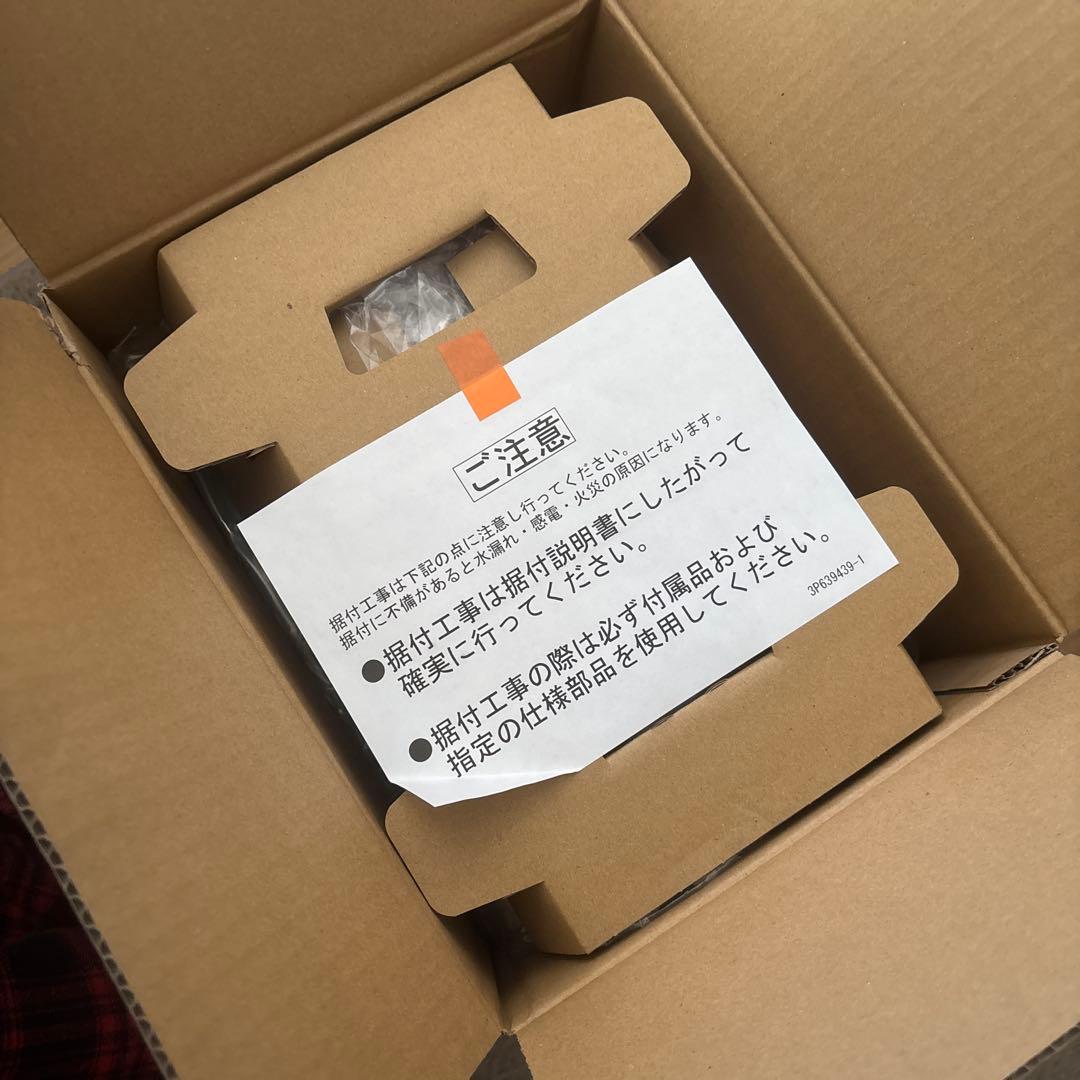 ご注意
据付工事は下記の点に注意し行ってください。
据付に不備があると水漏れ・感電・火災の原因になります。
●据付工事は据付説明書にしたがって
確実に行ってください。
●据付工事の際は必ず付属品および
指定の仕様部品を使用してください。
3P639439-1